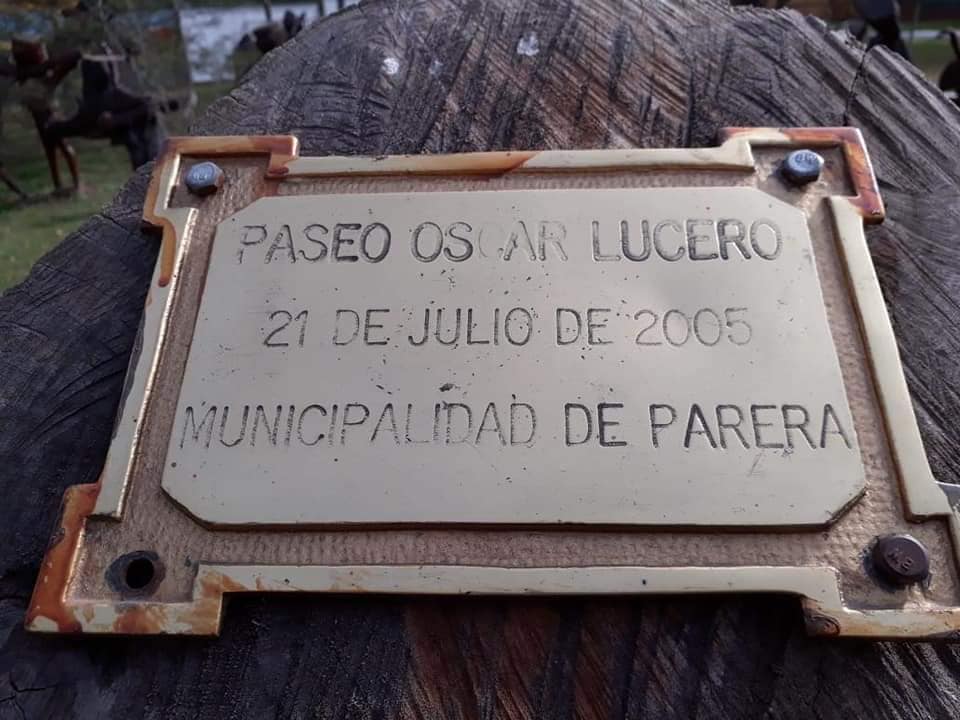 PASEO OSCAR LUCERO
21 DE JULIO DE 2005
MUNICIPALIDAD DE PARERA